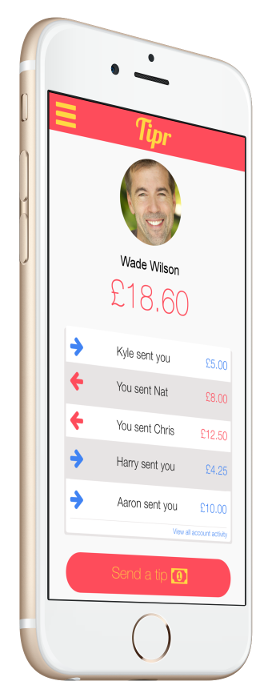 Tipr
Wade Wilson
£18.60
Kyle sent you £5.00
You sent Nat £8.00
You sent Chris £12.50
Harry sent you £4.25
Aaron sent you £10.00
View all account activity
Send a tip